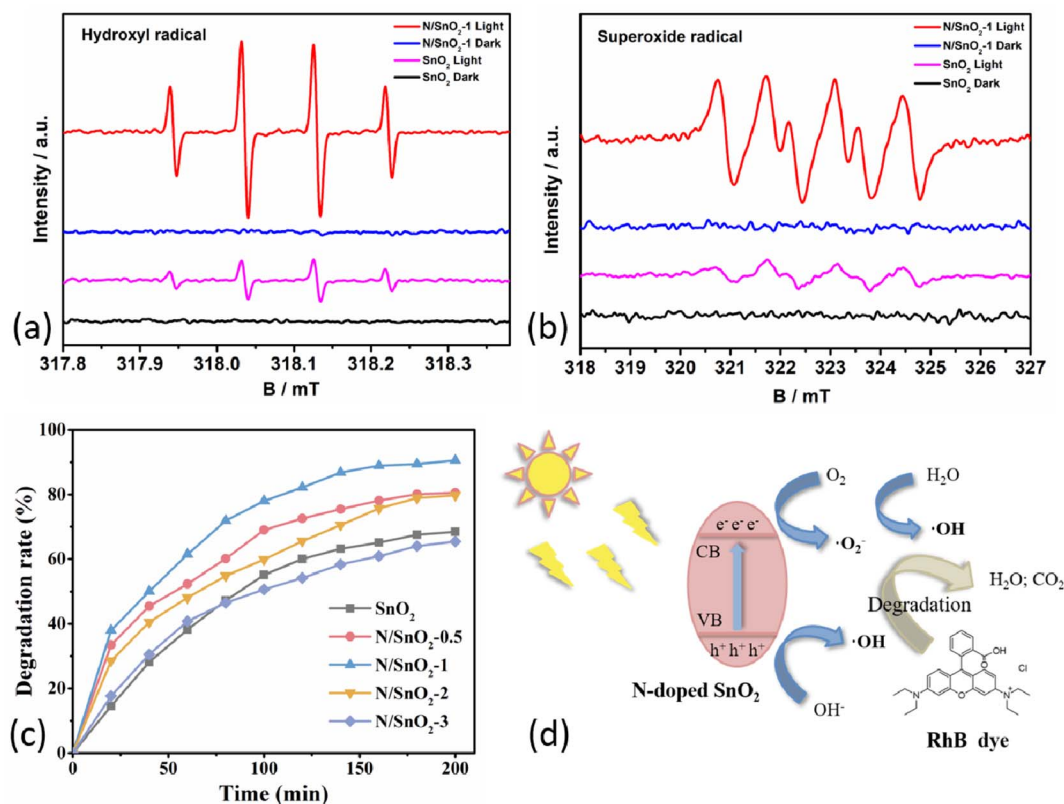 Hydroxyl radical
N/SnO₂-1 Light
N/SnO₂-1 Dark
SnO₂ Light
SnO₂ Dark
Intensity / a.u.
(a)
317.8 317.9 318.0 318.1 318.2 318.3
B / mT
Superoxide radical
N/SnO₂-1 Light
N/SnO₂-1 Dark
SnO₂ Light
SnO₂ Dark
Intensity / a.u.
(b)
318 319 320 321 322 323 324 325 326 327
B / mT
100
80
60
40
20
0
Degradation rate (%)
SnO₂
N/SnO₂-0.5
N/SnO₂-1
N/SnO₂-2
N/SnO₂-3
(c)
0 50 100 150 200
Time (min)
O₂
H₂O
e⁻ e⁻ e⁻
CB
·O₂⁻
·OH
H₂O; CO₂
Degradation
VB
h⁺ h⁺ h⁺
·OH
OH
O
Cl
N
O
N⁺
N-doped SnO₂
OH⁻
(d)
RhB dye